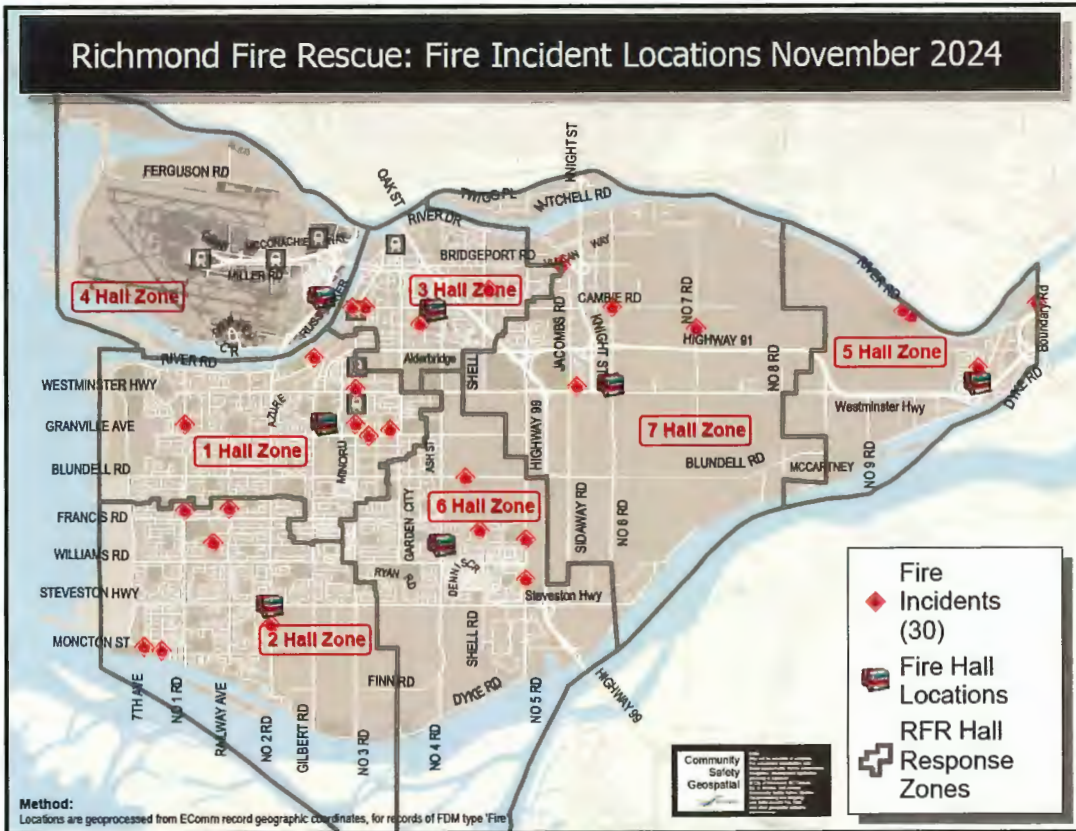 Richmond Fire Rescue: Fire Incident Locations November 2024
FERGUSON RD
OAK ST
KNIGHT ST
TWIGG PL
MITCHELL RD
RIVER DR
MCCONACHIE
BRIDGEPORT RD
WAY
MILLER RD
4 Hall Zone
3 Hall Zone
CAMBIE RD
NO 7 RD
RIVER RD
Boundary Rd
RIVER RD
Alderbridge
SHELL
JACOBS RD
KNIGHT ST
HIGHWAY 91
NO 8 RD
5 Hall Zone
DYKE RD
WESTMINSTER HWY
AZURE
Westminster Hwy
GRANVILLE AVE
1 Hall Zone
MINORU
ASH ST
HIGHWAY 99
7 Hall Zone
BLUNDELL RD
BLUNDELL RD
MCCARTNEY
NO 9 RD
6 Hall Zone
FRANCIS RD
GARDEN CITY
SIDAWAY RD
NO 6 RD
WILLIAMS RD
RYAN RD
STEVESTON HWY
Steveston Hwy
2 Hall Zone
MONCTON ST
SHELL RD
FINN RD
DYKE RD
HIGHWAY 99
7TH AVE
NO 1 RD
RAILWAY AVE
NO 2 RD
GILBERT RD
NO 3 RD
NO 4 RD
NO 5 RD
Fire
Incidents
(30)
Fire Hall
Locations
RFR Hall
Response
Zones
Community
Safety
Geospatial
Method:
Locations are geoprocessed from EComm record geographic coordinates, for records of FDM type 'Fire'